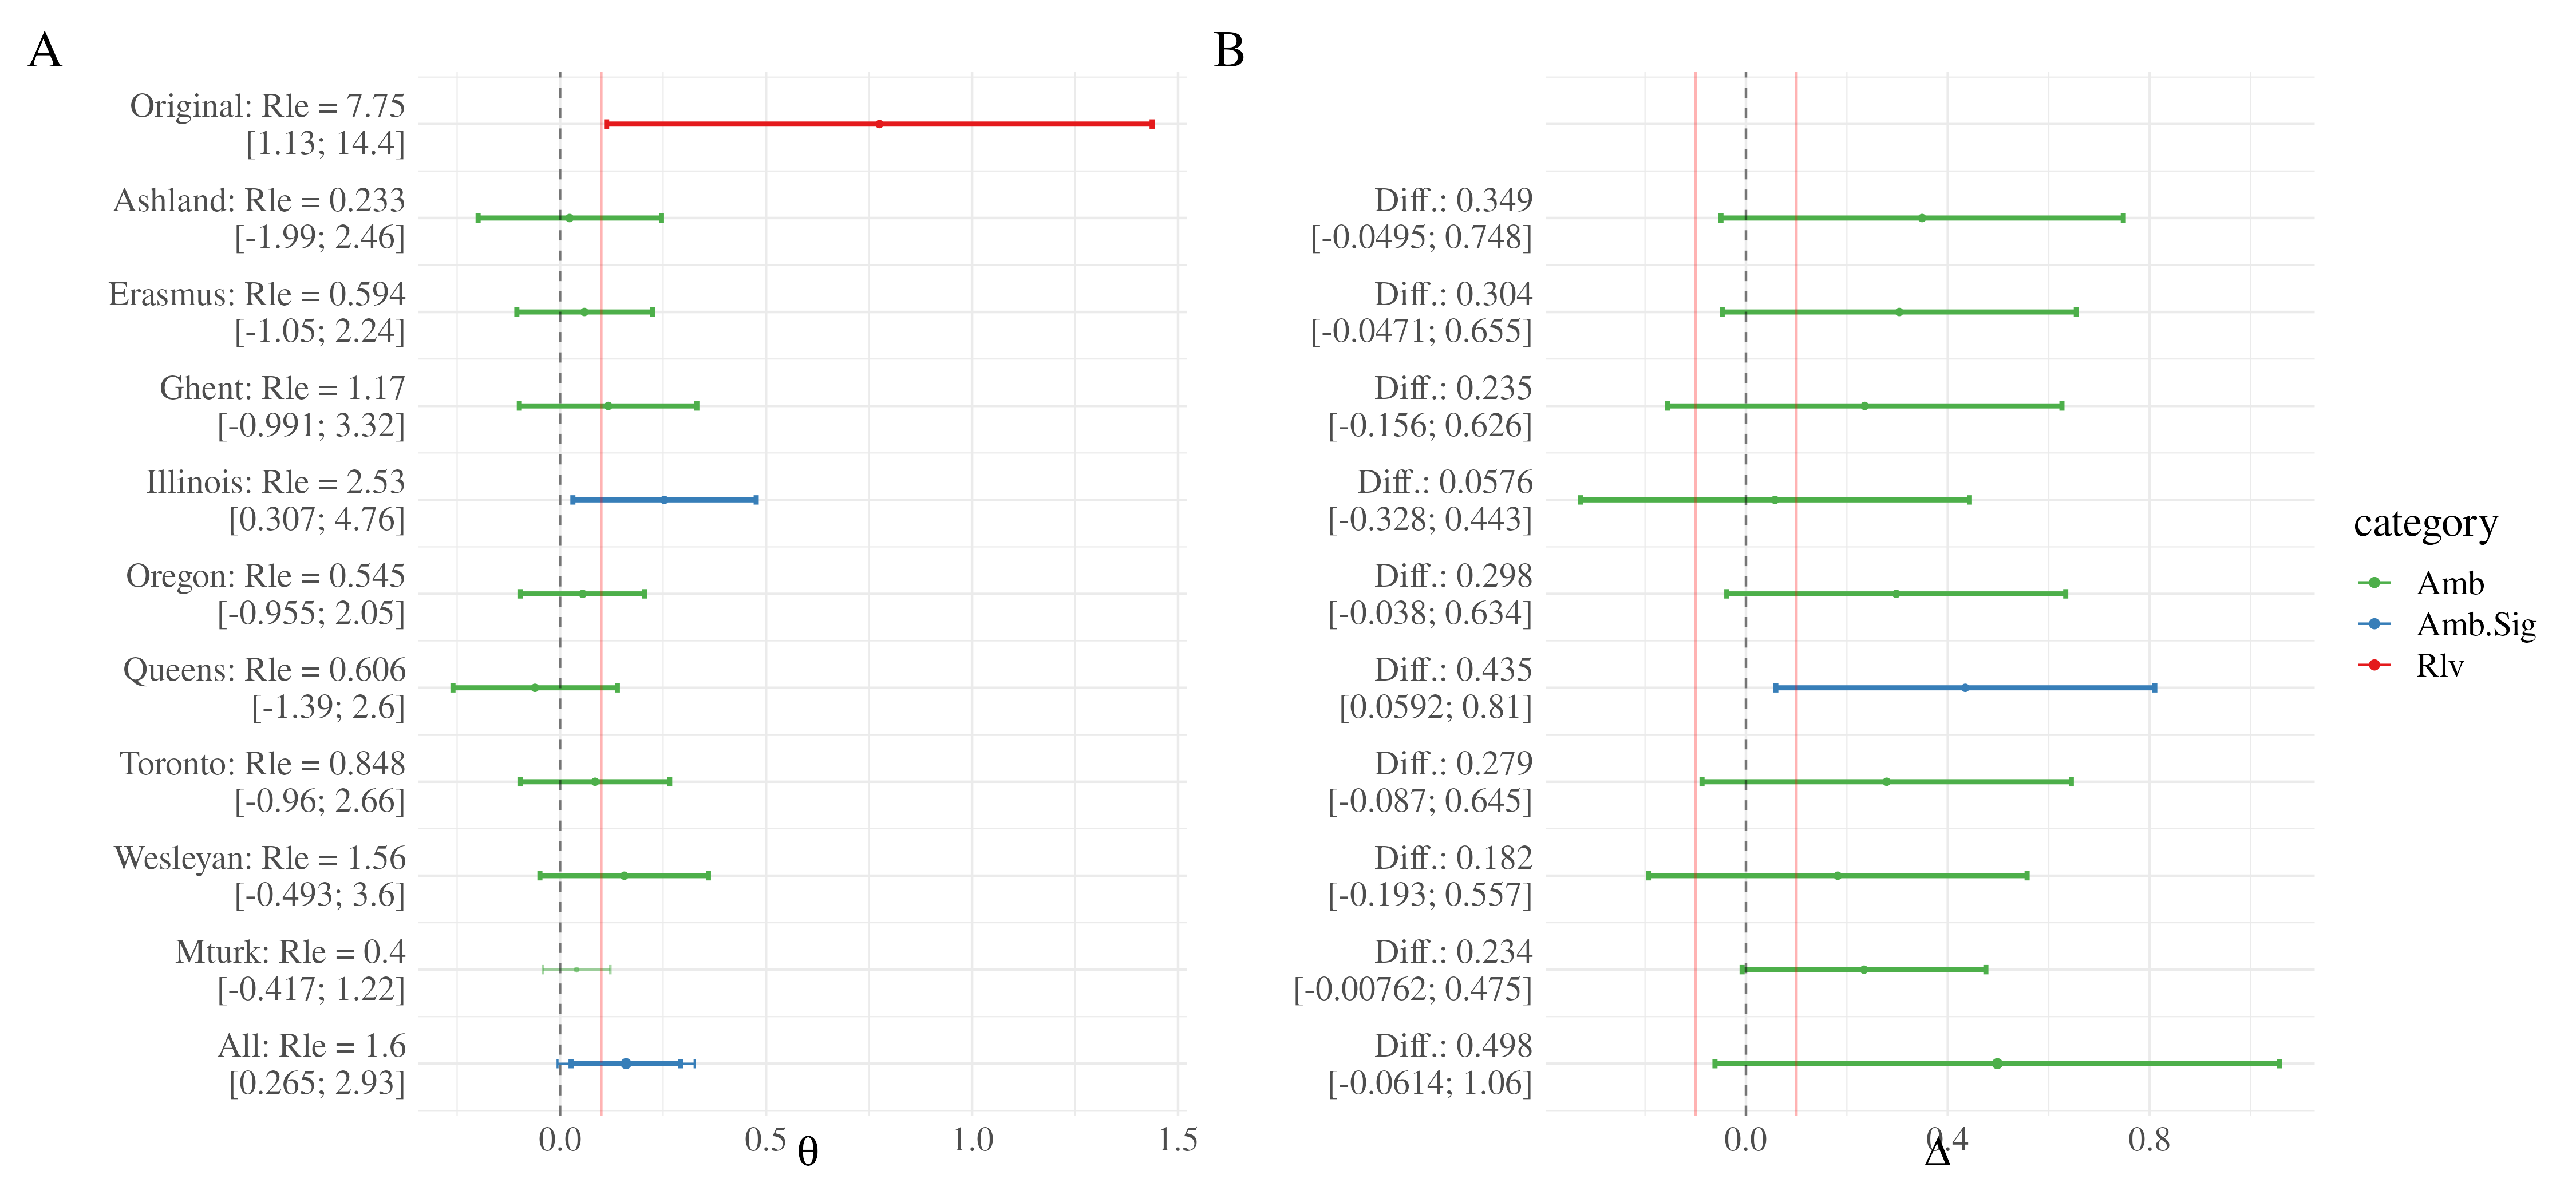 A
Original: Rle = 7.75
[1.13; 14.4]
Ashland: Rle = 0.233
[-1.99; 2.46]
Erasmus: Rle = 0.594
[-1.05; 2.24]
Ghent: Rle = 1.17
[-0.991; 3.32]
Illinois: Rle = 2.53
[0.307; 4.76]
Oregon: Rle = 0.545
[-0.955; 2.05]
Queens: Rle = 0.606
[-1.39; 2.6]
Toronto: Rle = 0.848
[-0.96; 2.66]
Wesleyan: Rle = 1.56
[-0.493; 3.6]
Mturk: Rle = 0.4
[-0.417; 1.22]
All: Rle = 1.6
[0.265; 2.93]
0.0 0.5 1.0 1.5
θ
B
Diff.: 0.349
[-0.0495; 0.748]
Diff.: 0.304
[-0.0471; 0.655]
Diff.: 0.235
[-0.156; 0.626]
Diff.: 0.0576
[-0.328; 0.443]
Diff.: 0.298
[-0.038; 0.634]
Diff.: 0.435
[0.0592; 0.81]
Diff.: 0.279
[-0.087; 0.645]
Diff.: 0.182
[-0.193; 0.557]
Diff.: 0.234
[-0.00762; 0.475]
Diff.: 0.498
[-0.0614; 1.06]
0.0 0.4 0.8
Δ
category
Amb
Amb.Sig
Rlv